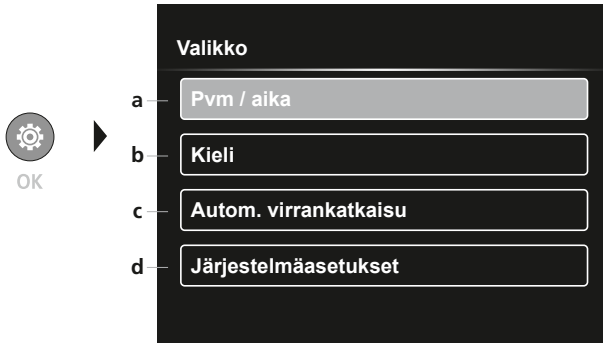 Valikko
a Pvm / aika
b Kieli
OK
c Autom. virrankatkaisu
d Järjestelmäasetukset